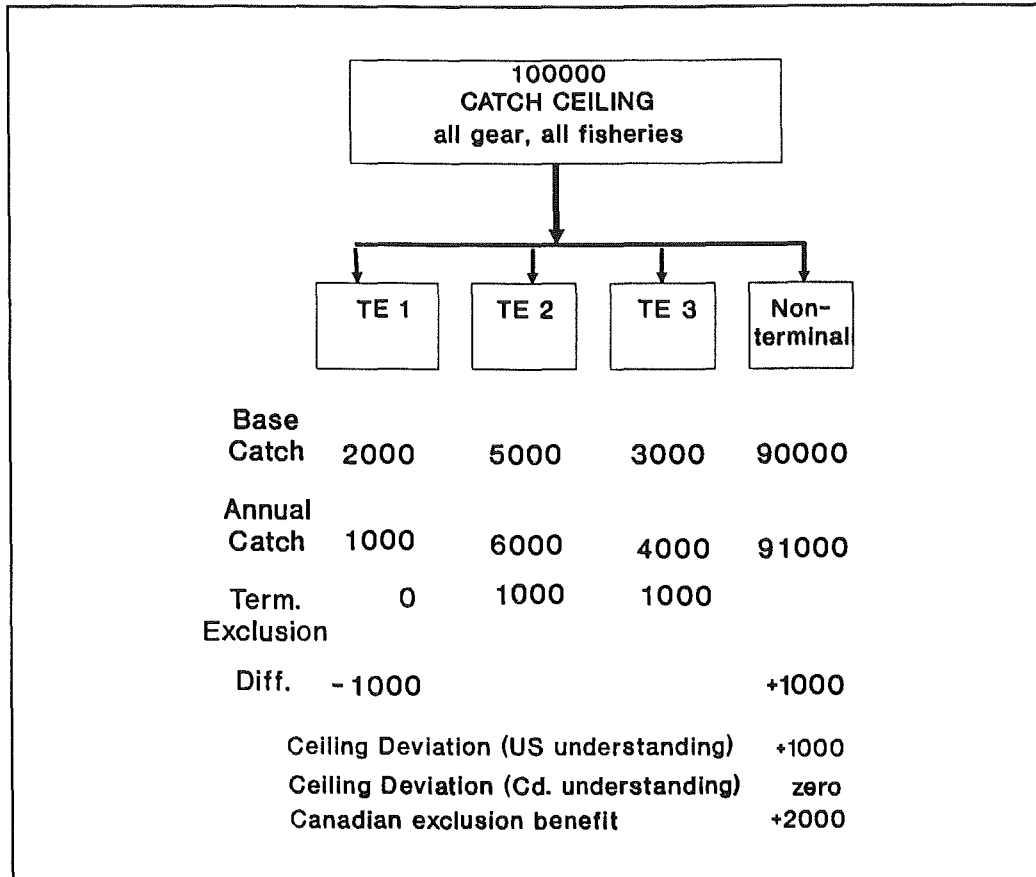 100000
CATCH CEILING
all gear, all fisheries
TE 1 TE 2 TE 3 Non-
terminal
Base
Catch 2000 5000 3000 90000
Annual
Catch 1000 6000 4000 91000
Term. 0 1000 1000
Exclusion
Diff. -1000 +1000
Ceiling Deviation (US understanding) +1000
Ceiling Deviation (Cd. understanding) zero
Canadian exclusion benefit +2000